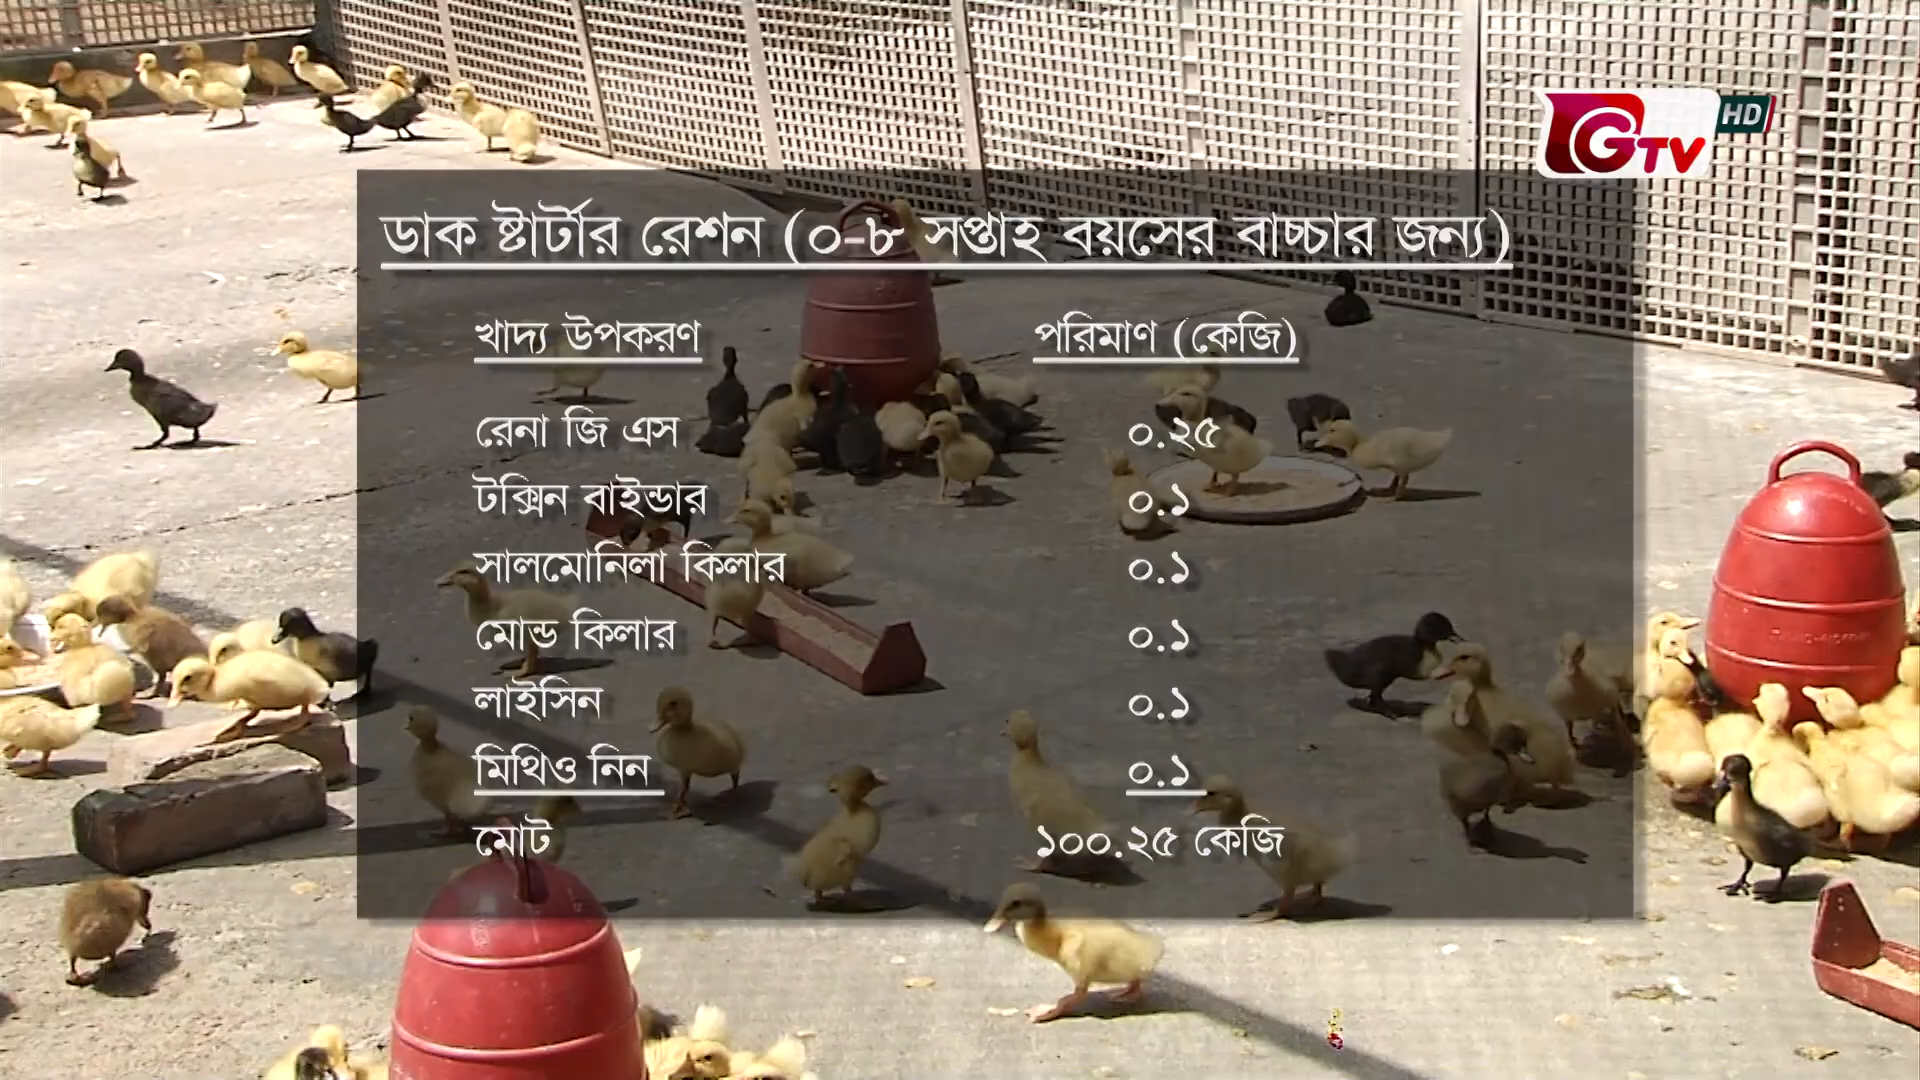 GTV HD
ডাক ষ্টার্টার রেশন (০-৮ সপ্তাহ বয়সের বাচ্চার জন্য)
খাদ্য উপকরণ পরিমাণ (কেজি)
রেনা জি এস ০.২৫
টক্সিন বাইন্ডার ০.১
সালমোনিলা কিলার ০.১
মোল্ড কিলার ০.১
লাইসিন ০.১
মিথিও নিন ০.১
মোট ১০০.২৫ কেজি